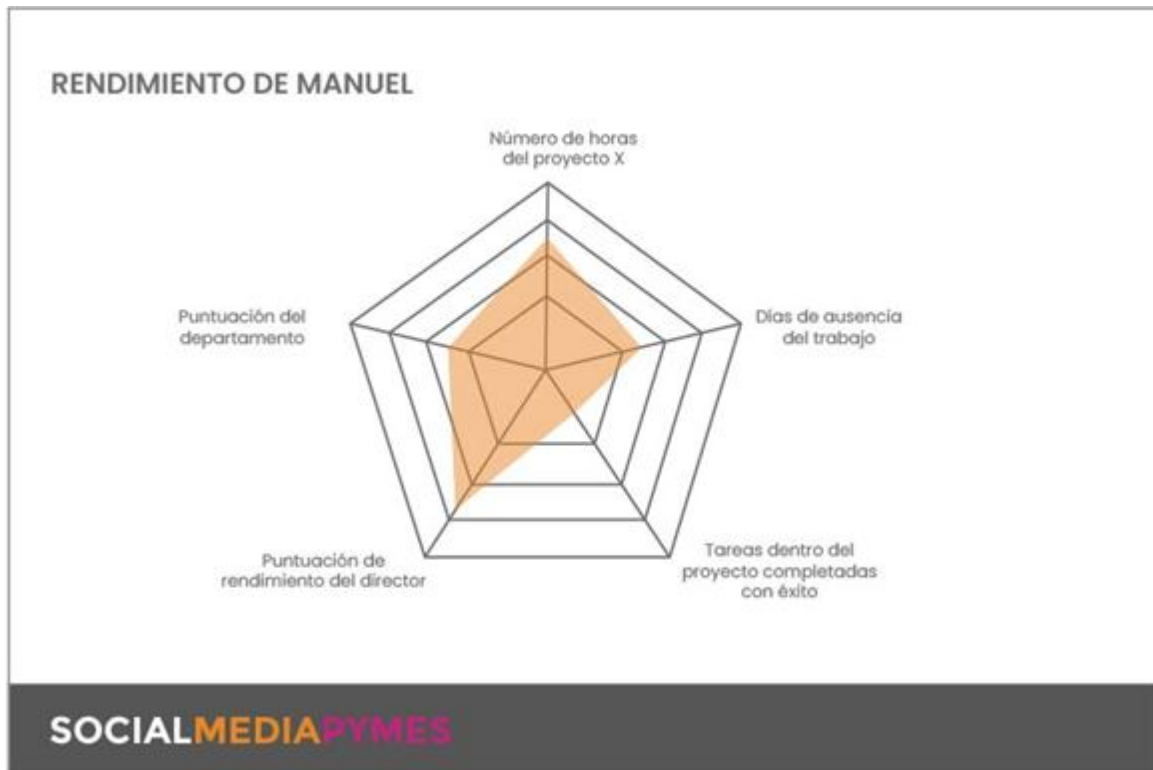 RENDIMIENTO DE MANUEL
Número de horas
del proyecto X
Puntuación del
departamento
Días de ausencia
del trabajo
Puntuación de
rendimiento del director
Tareas dentro del
proyecto completadas
con éxito
SOCIALMEDIAPYMES